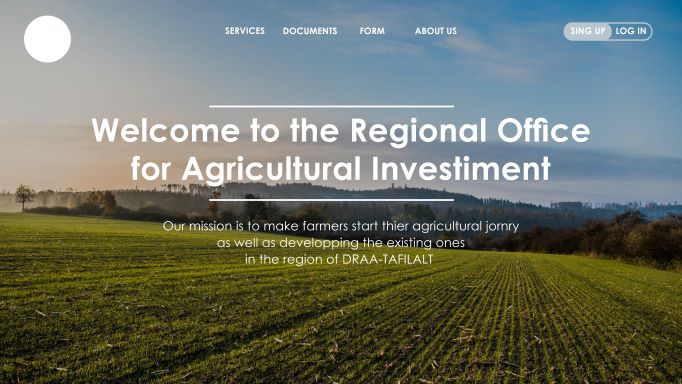 SERVICES DOCUMENTS FORM ABOUT US SING UP LOG IN
Welcome to the Regional Office
for Agricultural Investiment
Our mission is to make farmers start thier agricultural jornry
as well as developping the existing ones
in the region of DRAA-TAFILALT